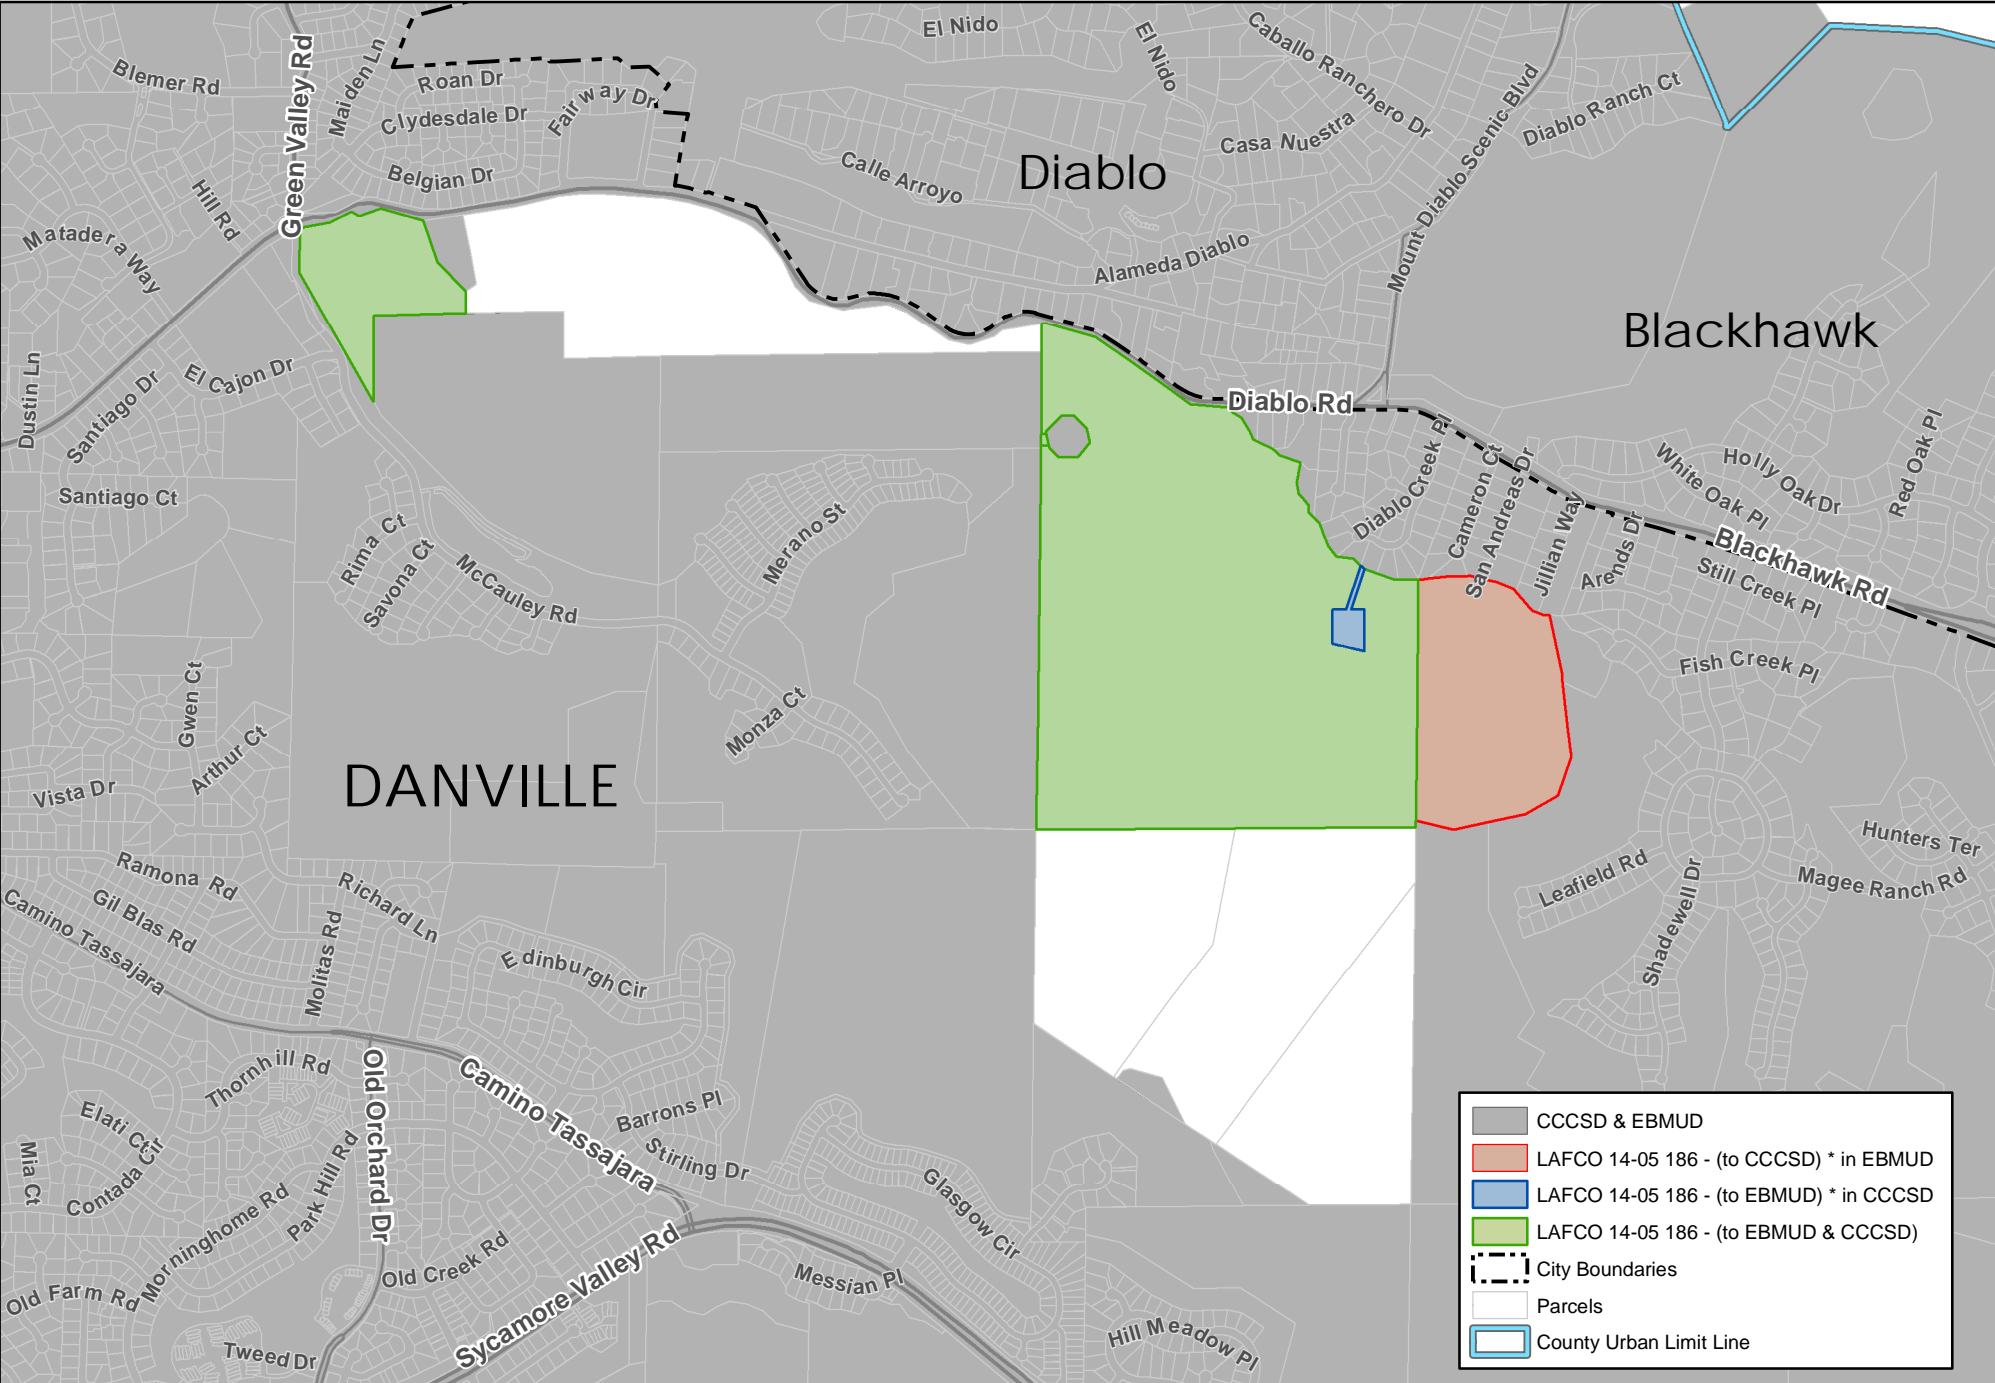 El Nido
El Nido
Caballo Ranchero Dr
Blemer Rd
Green Valley Rd
Maiden Ln
Roan Dr
Clydesdale Dr
Fairway Dr
Belgian Dr
Mount Diablo Scenic Blvd
Diablo Ranch Ct
Casa Nuestra
Calle Arroyo
Diablo
Hill Rd
Matadera Way
Alameda Diablo
Blackhawk
Dustin Ln
Santiago Dr
El Cajon Dr
Diablo Rd
Santiago Ct
Diablo Creek Pl
Cameron Ct
San Andreas Dr
Jillian Way
Arends Dr
White Oak Pl
Holly Oak Dr
Red Oak Pl
Blackhawk Rd
Still Creek Pl
Rima Ct
Savona Ct
McCauley Rd
Merano St
Fish Creek Pl
Gwen Ct
Arthur Ct
Monza Ct
Vista Dr
DANVILLE
Hunters Ter
Magee Ranch Rd
Leafield Rd
Shadewell Dr
Ramona Rd
Gil Blas Rd
Camino Tassajara
Richard Ln
Molitas Rd
Edinburgh Cir
Thornhill Rd
Old Orchard Dr
Camino Tassajara
Barrons Pl
Stirling Dr
Elati Ct
Contada Cir
Mia Ct
Park Hill Rd
Morninghome Rd
Old Farm Rd
Old Creek Rd
Tweed Dr
Sycamore Valley Rd
Messian Pl
Glasgow Cir
Hill Meadow Pl
CCCSD & EBMUD
LAFCO 14-05 186 - (to CCCSD) * in EBMUD
LAFCO 14-05 186 - (to EBMUD) * in CCCSD
LAFCO 14-05 186 - (to EBMUD & CCCSD)
City Boundaries
Parcels
County Urban Limit Line